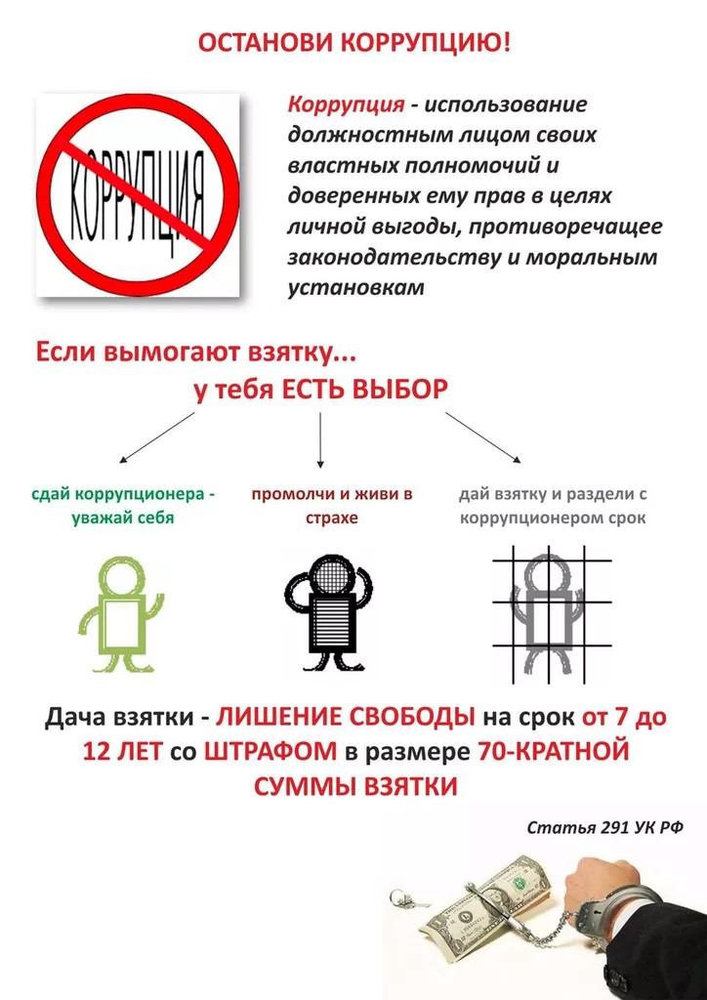 ОСТАНОВИ КОРРУПЦИЮ!
КОРРУПЦИЯ
Коррупция - использование
должностным лицом своих
властных полномочий и
доверенных ему прав в целях
личной выгоды, противоречащее
законодательству и моральным
установкам
Если вымогают взятку...
у тебя ЕСТЬ ВЫБОР
сдай коррупционера -
уважай себя
промолчи и живи в
страхе
дай взятку и раздели с
коррупционером срок
Дача взятки - ЛИШЕНИЕ СВОБОДЫ на срок от 7 до
12 ЛЕТ со ШТРАФОМ в размере 70-КРАТНОЙ
СУММЫ ВЗЯТКИ
Статья 291 УК РФ